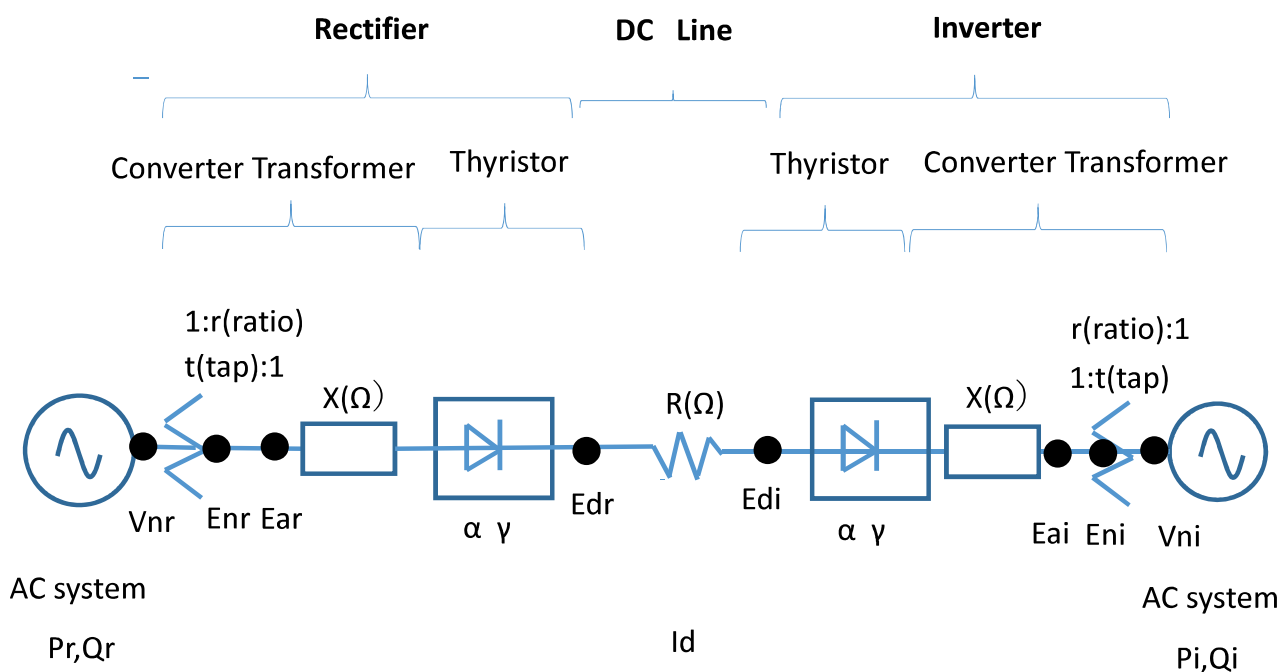 Rectifier
DC Line
Inverter
Converter Transformer
Thyristor
Thyristor
Converter Transformer
1:r(ratio)
t(tap):1
r(ratio):1
1:t(tap)
X(Ω)
R(Ω)
X(Ω)
Vnr
Enr
Ear
α γ
Edr
Edi
α γ
Eai
Eni
Vni
AC system
Pr,Qr
Id
AC system
Pi,Qi